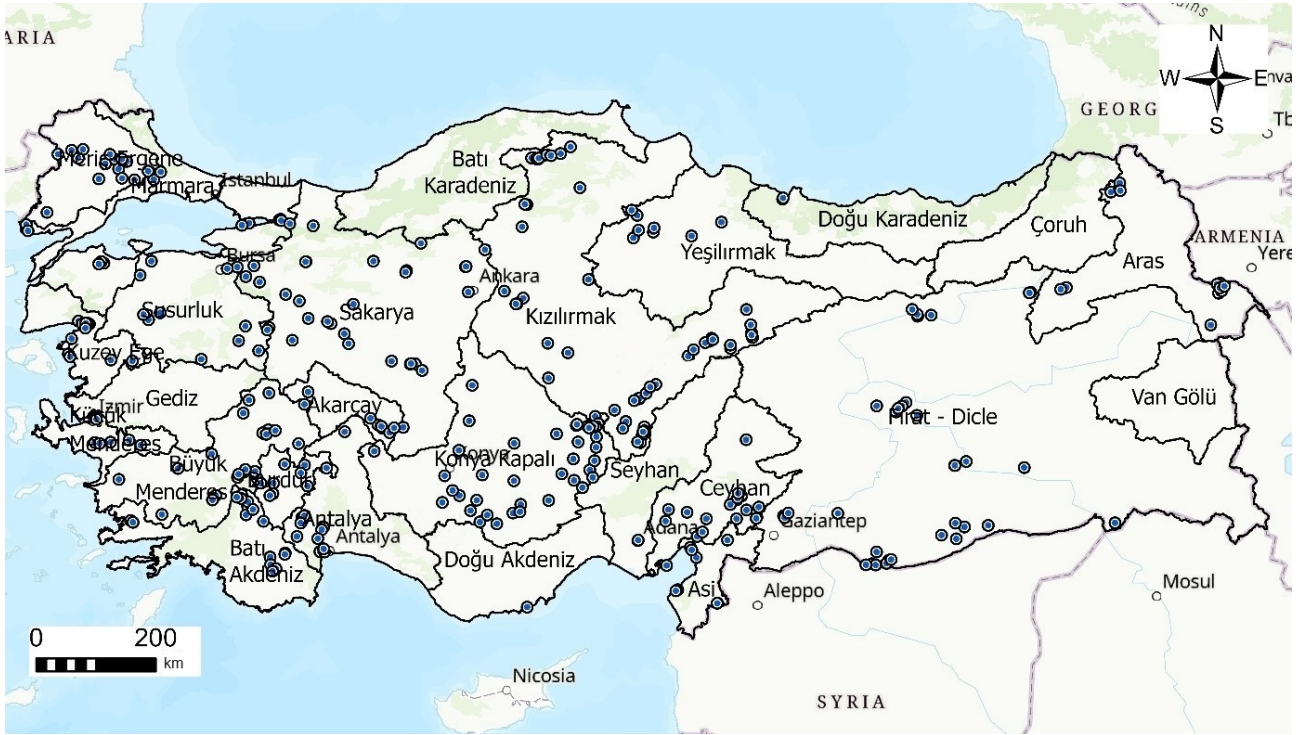 ARIA
N
W E
S
GEORG
Tb
ARMENIA
Yere
Meriç Ergene
Marmara
İstanbul
Batı
Karadeniz
Doğu Karadeniz
Çoruh
Yeşilırmak
Aras
Bursa
Ankara
Susurluk
Sakarya
Kızılırmak
Kuzey Ege
Gediz
Akarçay
Van Gölü
İzmir
Küçük
Menderes
Fırat - Dicle
Konya
Konya Kapalı
Büyük
Menderes
Burdur
Seyhan
Ceyhan
Antalya
Antalya
Adana
Gaziantep
Batı
Akdeniz
Doğu Akdeniz
Asi
Aleppo
Mosul
0 200
km
Nicosia
SYRIA